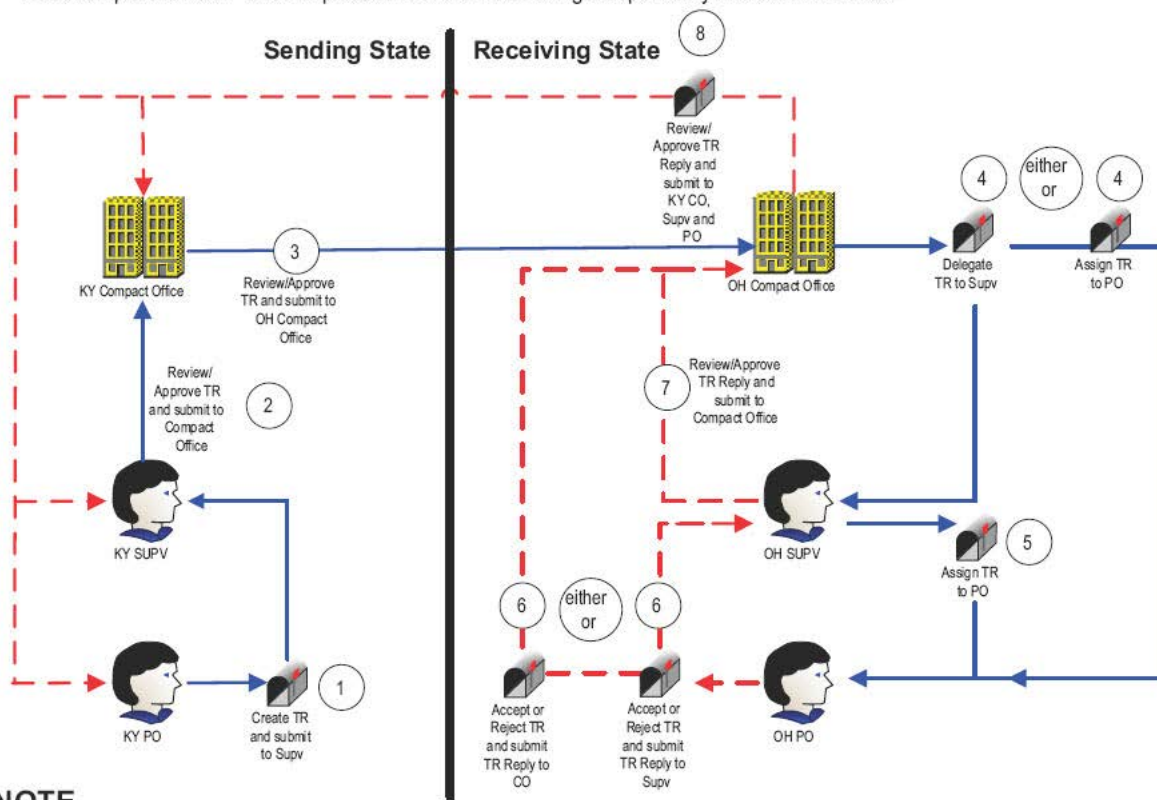 8
Sending State
Receiving State
Review/
Approve TR
Reply and
submit to
KY CO,
Supv and
PO
4
either
or
4
3
KY Compact Office
Review/Approve
TR and submit to
OH Compact
Office
OH Compact Office
Delegate
TR to Supv
Assign TR
to PO
Review/
Approve TR
and submit to
Compact
Office
2
7
Review/Approve
TR Reply and
submit to
Compact Office
KY SUPV
OH SUPV
5
Assign TR
to PO
6
either
or
6
1
KY PO
Create TR
and submit
to Supv
Accept or
Reject TR
and submit
TR Reply to
CO
Accept or
Reject TR
and submit
TR Reply to
Supv
OH PO
NOTE